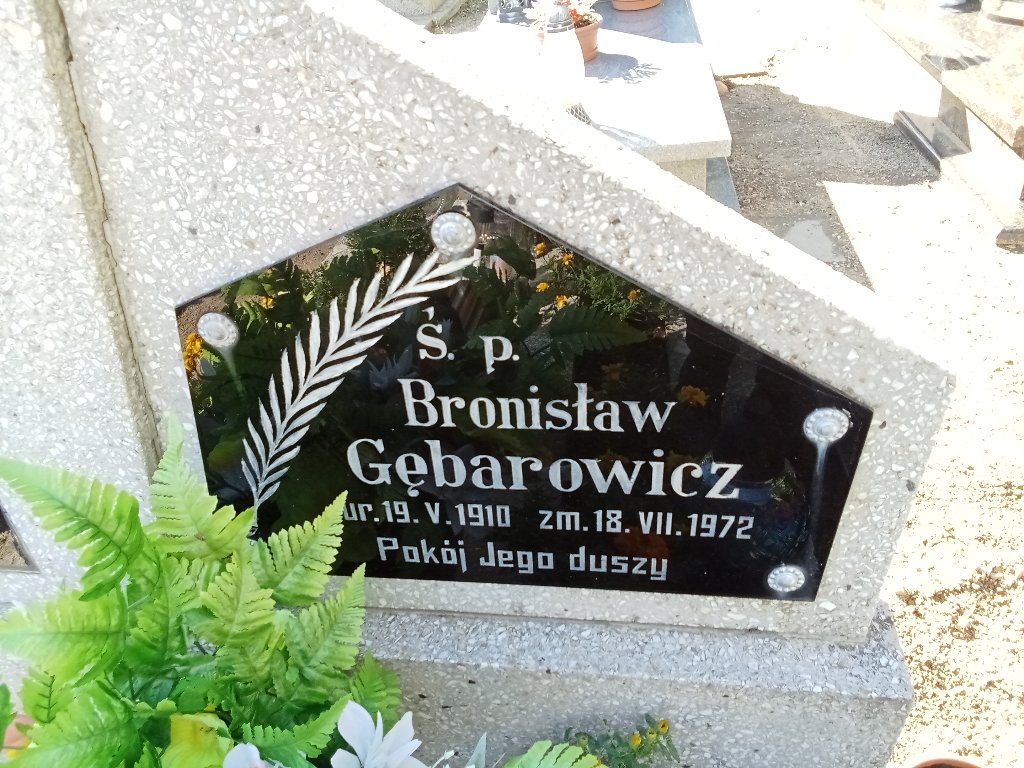 Ś. p.
Bronisław
Gębarowicz
ur.19.V.1910 zm.18.VII.1972
Pokój Jego duszy